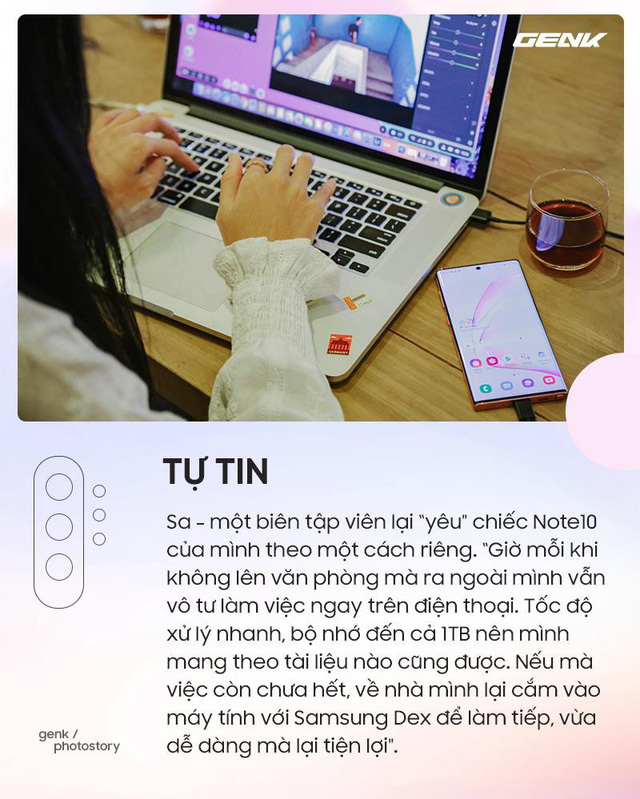 GENK
GERMANY
TỰ TIN
Sa - một biên tập viên lại "yêu" chiếc Note10
của mình theo một cách riêng. "Giờ mỗi khi
không lên văn phòng mà ra ngoài mình vẫn
vô tư làm việc ngay trên điện thoại. Tốc độ
xử lý nhanh, bộ nhớ đến cả 1TB nên mình
mang theo tài liệu nào cũng được. Nếu mà
việc còn chưa hết, về nhà mình lại cắm vào
máy tính với Samsung Dex để làm tiếp, vừa
dễ dàng mà lại tiện lợi".
genk /
photostory